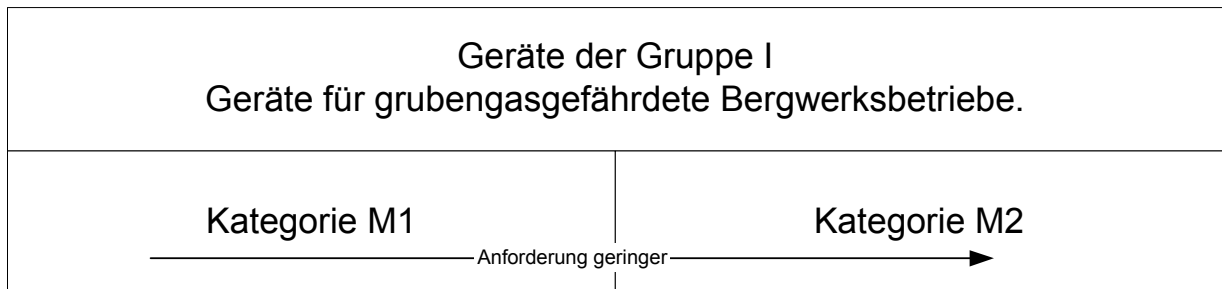 Geräte der Gruppe I
Geräte für grubengasgefährdete Bergwerksbetriebe.
Kategorie M1
Kategorie M2
Anforderung geringer